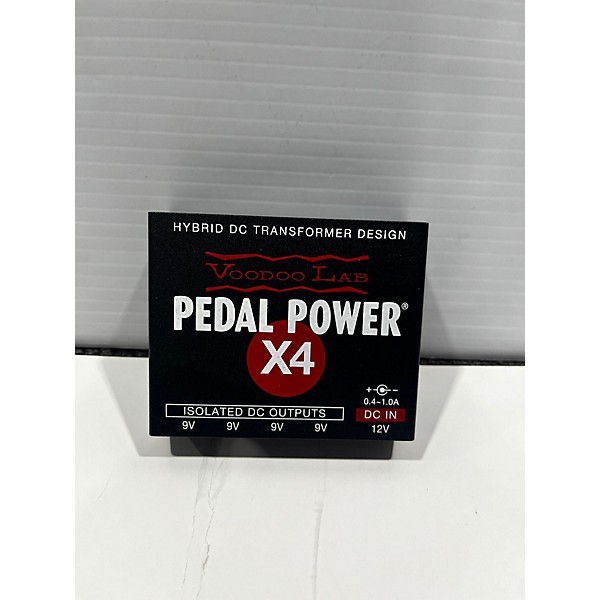 HYBRID DC TRANSFORMER DESIGN
VOODOO LAB
PEDAL POWER®
X4
+ -
0.4~1.0A
ISOLATED DC OUTPUTS DC IN
9V 9V 9V 9V 12V